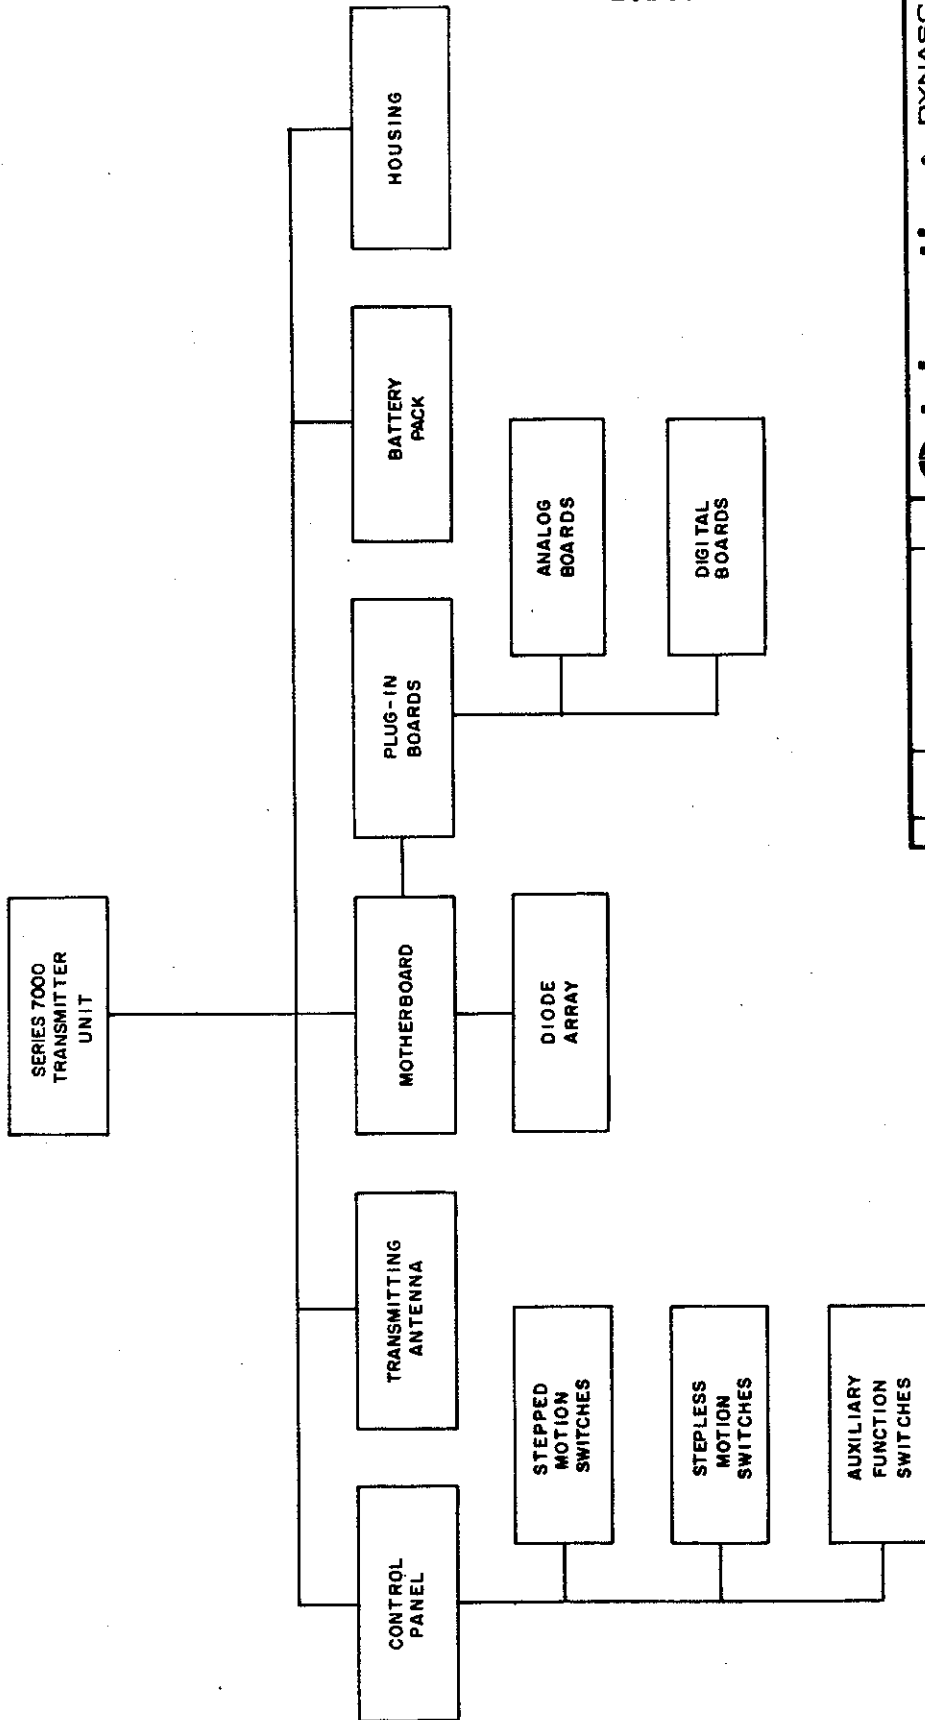 SERIES 7000
TRANSMITTER
UNIT
CONTROL
PANEL
TRANSMITTING
ANTENNA
MOTHERBOARD
PLUG-IN
BOARDS
BATTERY
PACK
HOUSING
STEPPED
MOTION
SWITCHES
DIODE
ARRAY
ANALOG
BOARDS
STEPLESS
MOTION
SWITCHES
DIGITAL
BOARDS
AUXILIARY
FUNCTION
SWITCHES